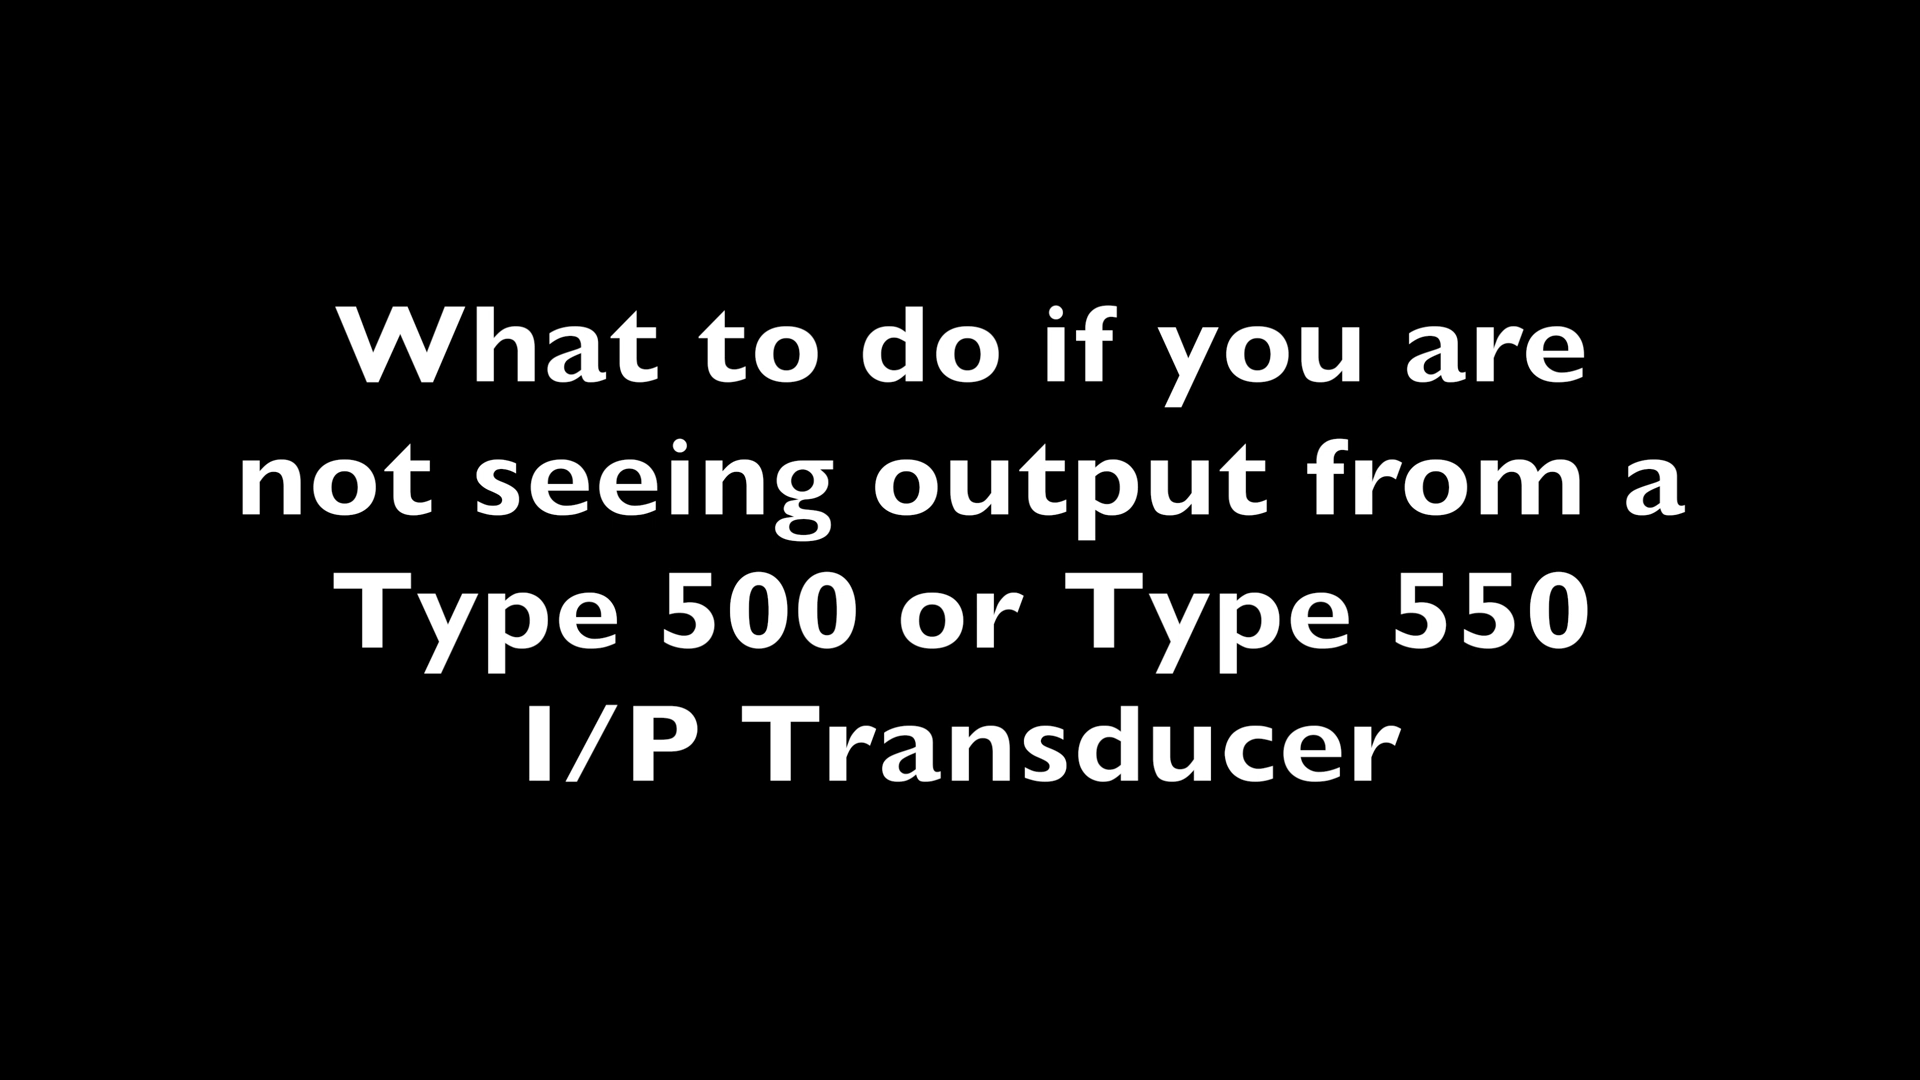 What to do if you are
not seeing output from a
Type 500 or Type 550
I/P Transducer